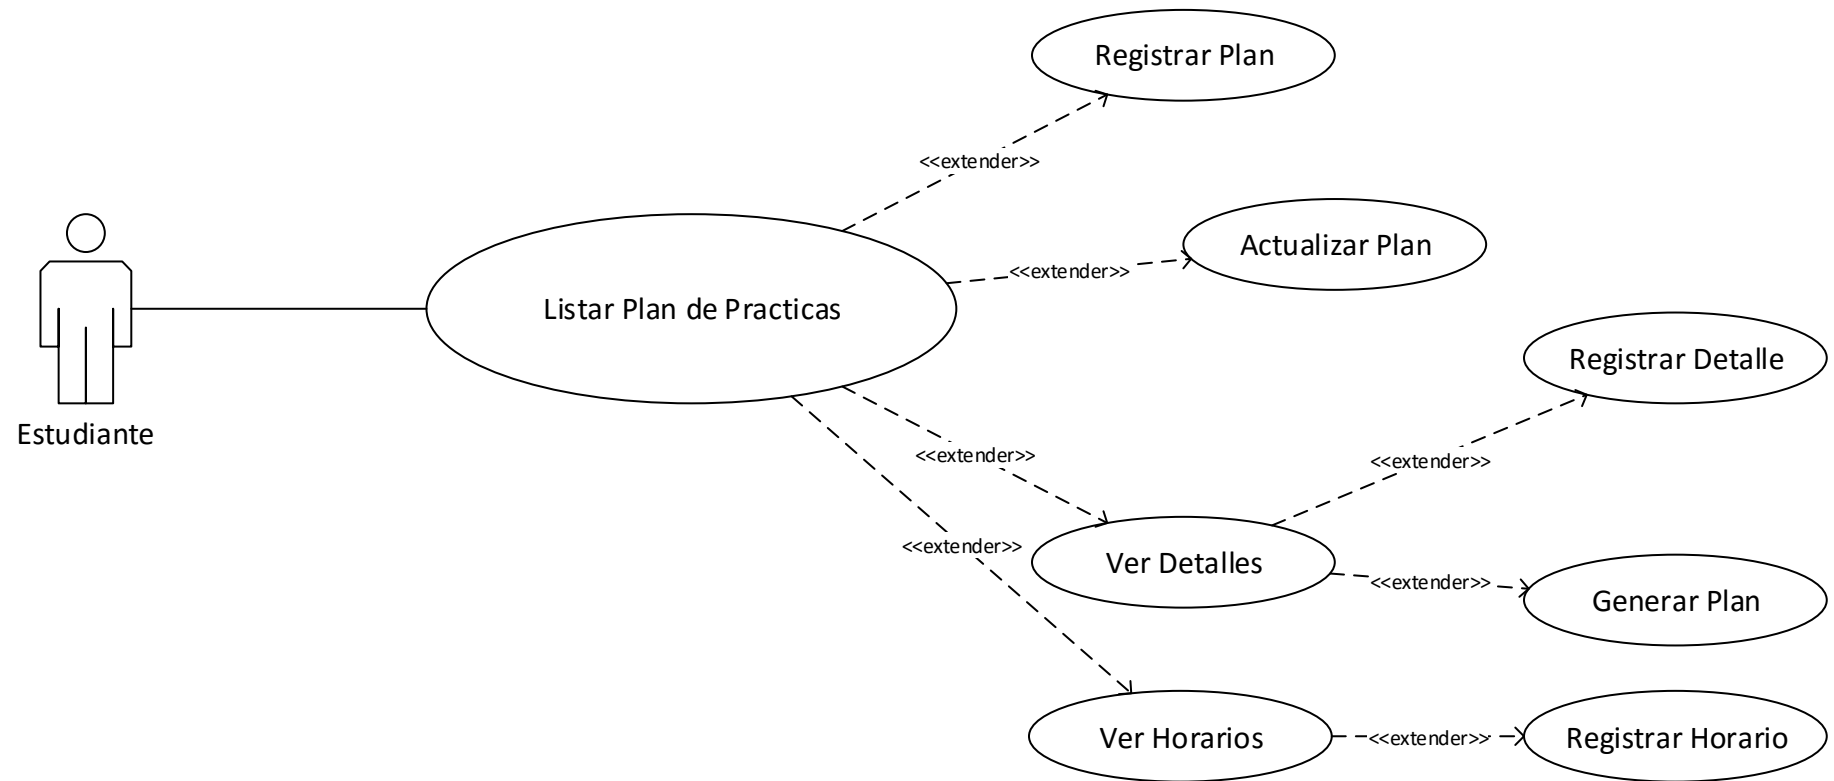 Registrar Plan
<<extender>>
Actualizar Plan
<<extender>>
Listar Plan de Practicas
Estudiante
Registrar Detalle
<<extender>>
<<extender>>
<<extender>>
Ver Detalles
<<extender>>
Generar Plan
Ver Horarios
<<extender>>
Registrar Horario